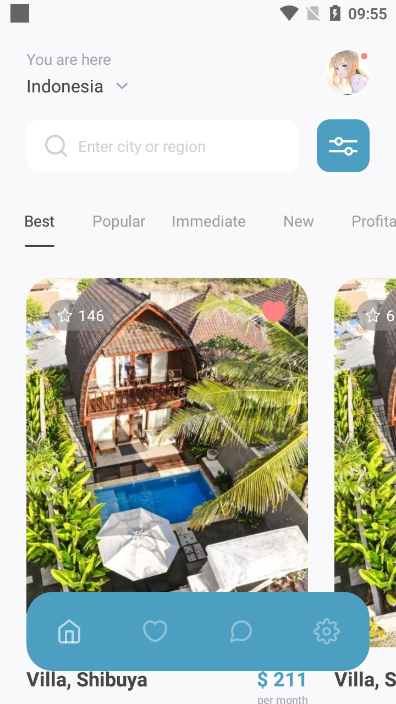 09:55
You are here
Indonesia
Enter city or region
Best Popular Immediate New Profita
146
6
Villa, Shibuya $ 211 Villa, S
per month